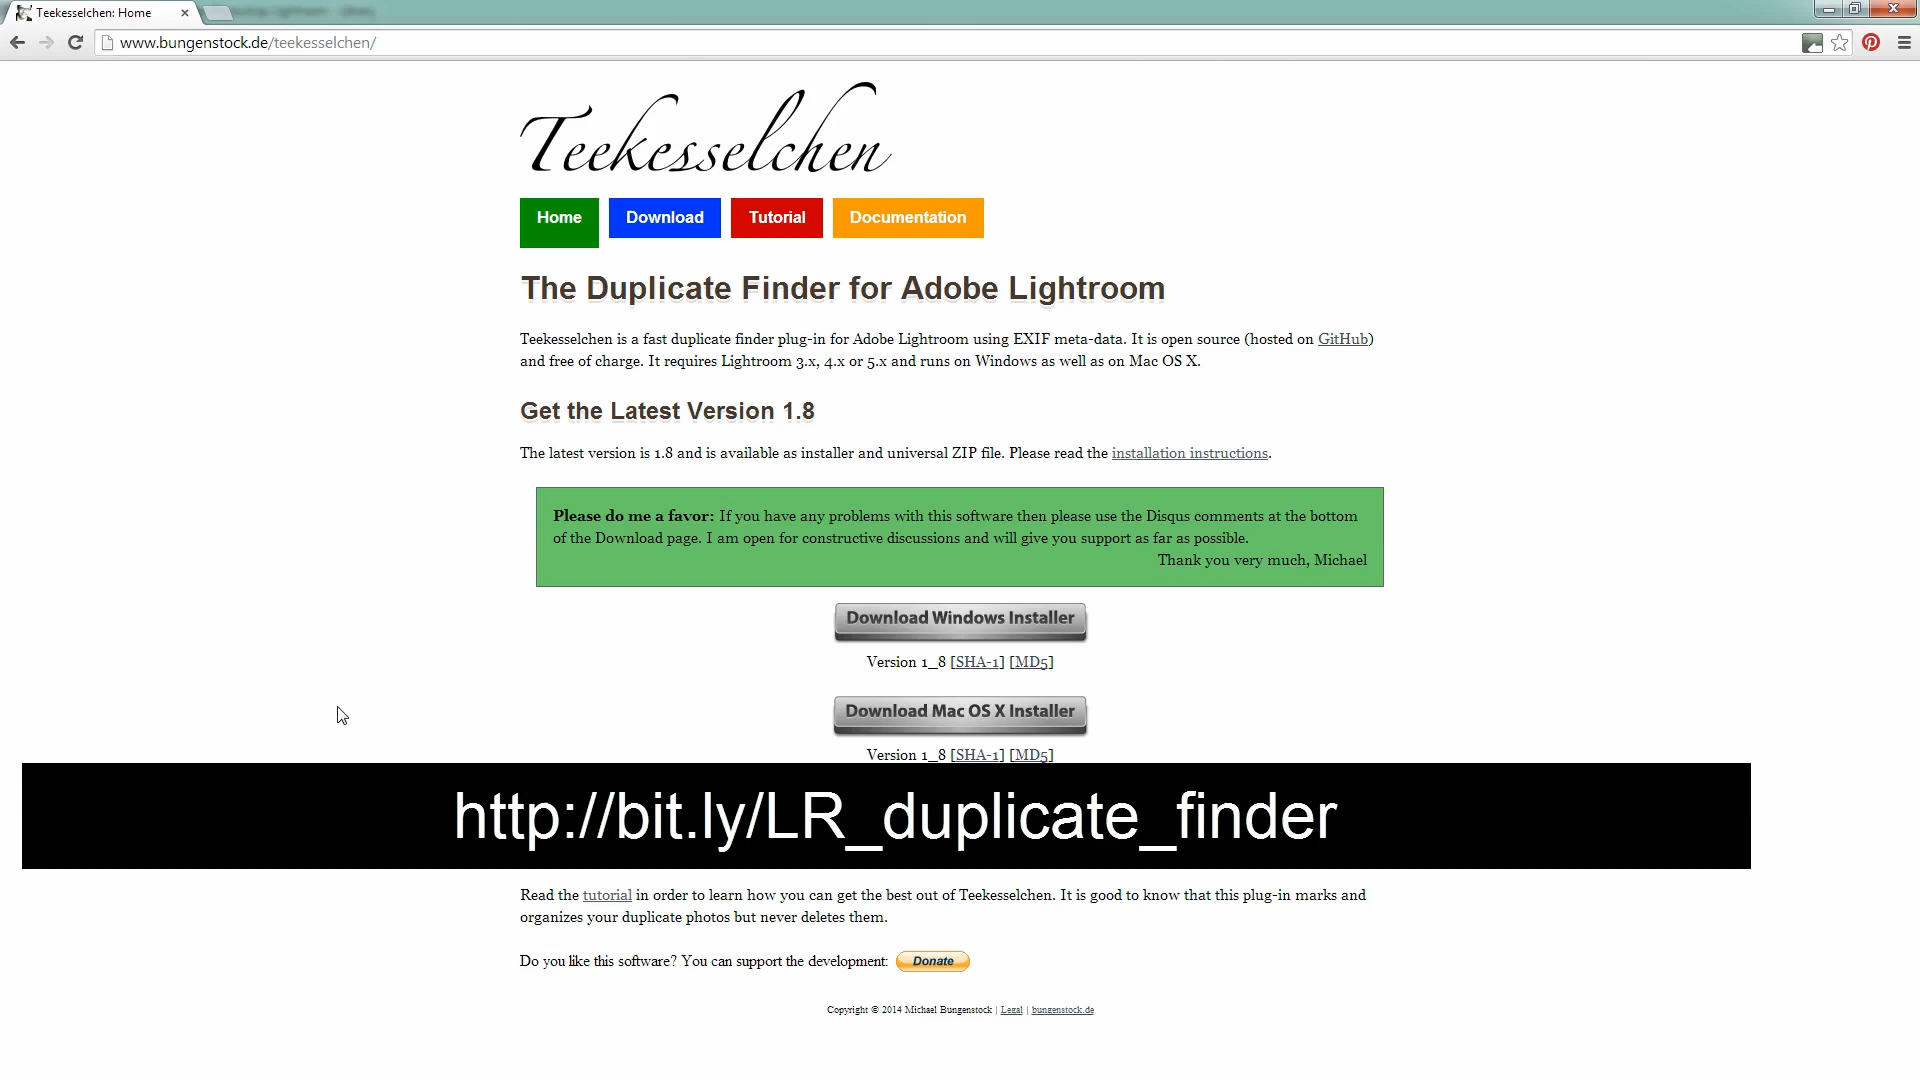 Teekesselchen: Home
www.bungenstock.de/teekesselchen/
Teekesselchen
Home Download Tutorial Documentation
The Duplicate Finder for Adobe Lightroom
Teekesselchen is a fast duplicate finder plug-in for Adobe Lightroom using EXIF meta-data. It is open source (hosted on GitHub)
and free of charge. It requires Lightroom 3.x, 4.x or 5.x and runs on Windows as well as on Mac OS X.
Get the Latest Version 1.8
The latest version is 1.8 and is available as installer and universal ZIP file. Please read the installation instructions.
Please do me a favor: If you have any problems with this software then please use the Disqus comments at the bottom
of the Download page. I am open for constructive discussions and will give you support as far as possible.
Thank you very much, Michael
Download Windows Installer
Version 1_8 [SHA-1] [MD5]
Download Mac OS X Installer
Version 1_8 [SHA-1] [MD5]
http://bit.ly/LR_duplicate_finder
Read the tutorial in order to learn how you can get the best out of Teekesselchen. It is good to know that this plug-in marks and
organizes your duplicate photos but never deletes them.
Do you like this software? You can support the development: Donate
Copyright © 2014 Michael Bungenstock | Legal | bungenstock.de